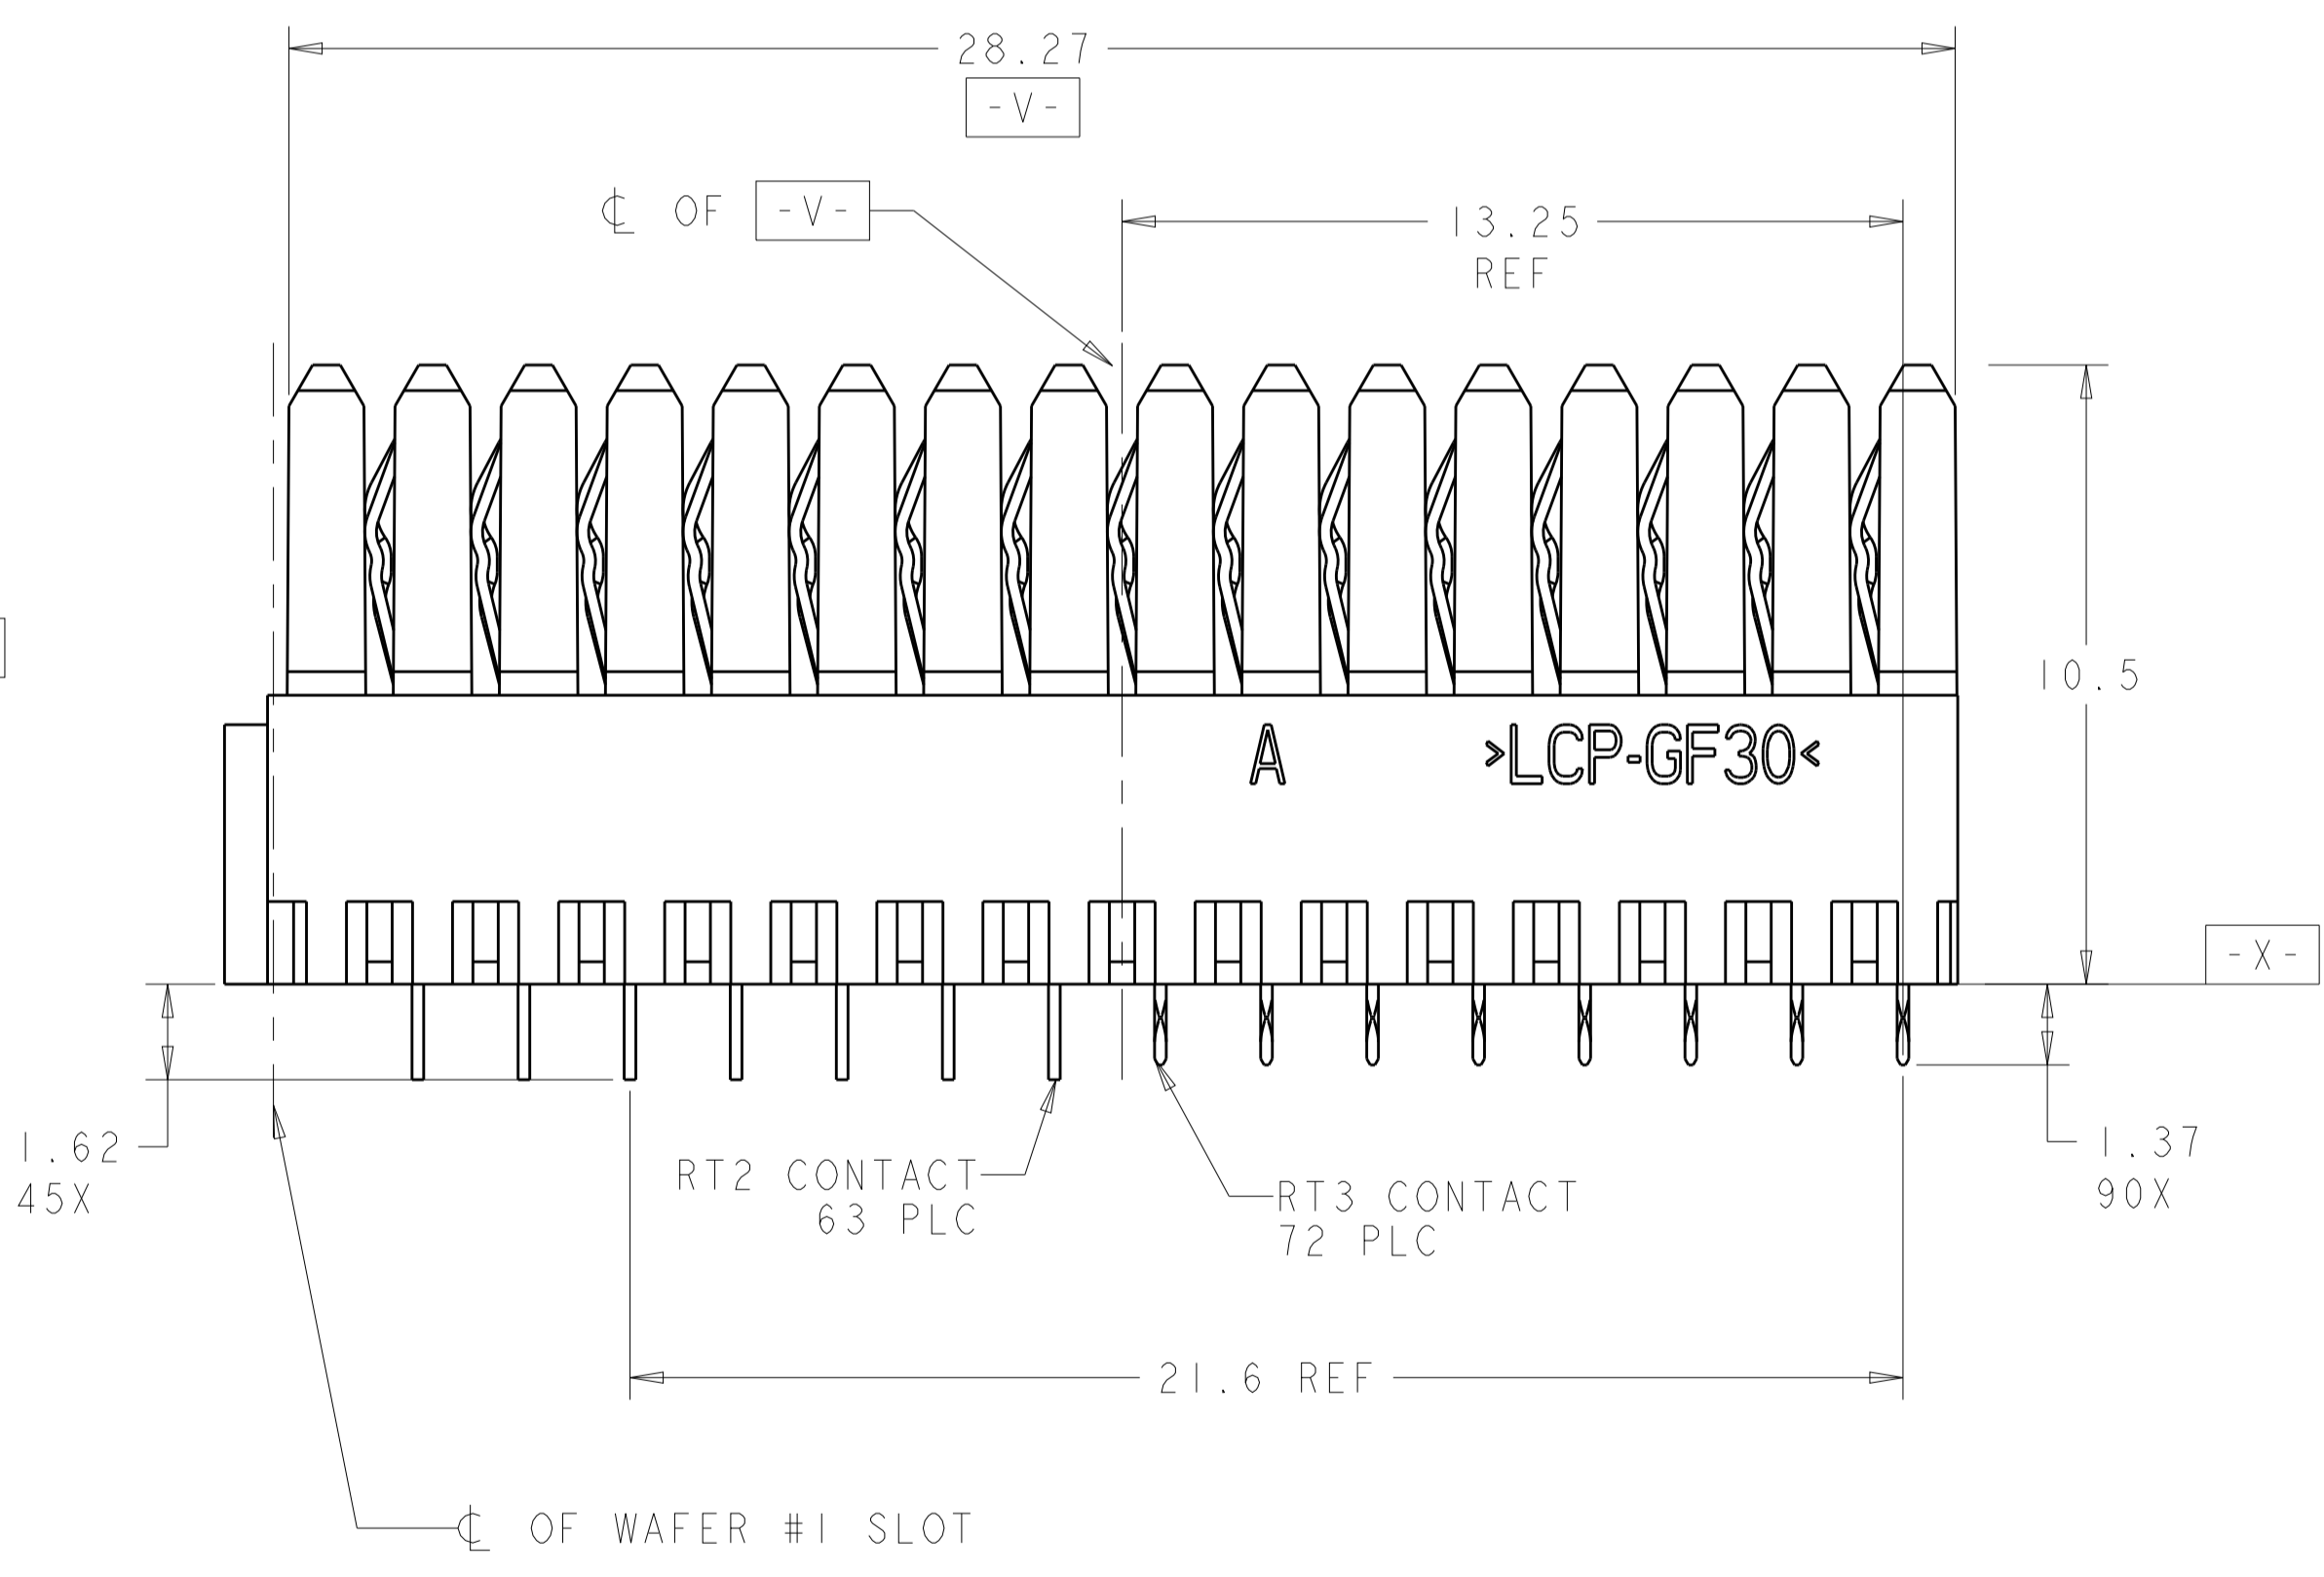 28.27
-V-
℄ OF -V-
13.25
REF
10.5
A
>LCP-GF30<
-X-
1.62
45X
RT2 CONTACT
63 PLC
RT3 CONTACT
72 PLC
1.37
90X
21.6 REF
℄ OF WAFER #1 SLOT